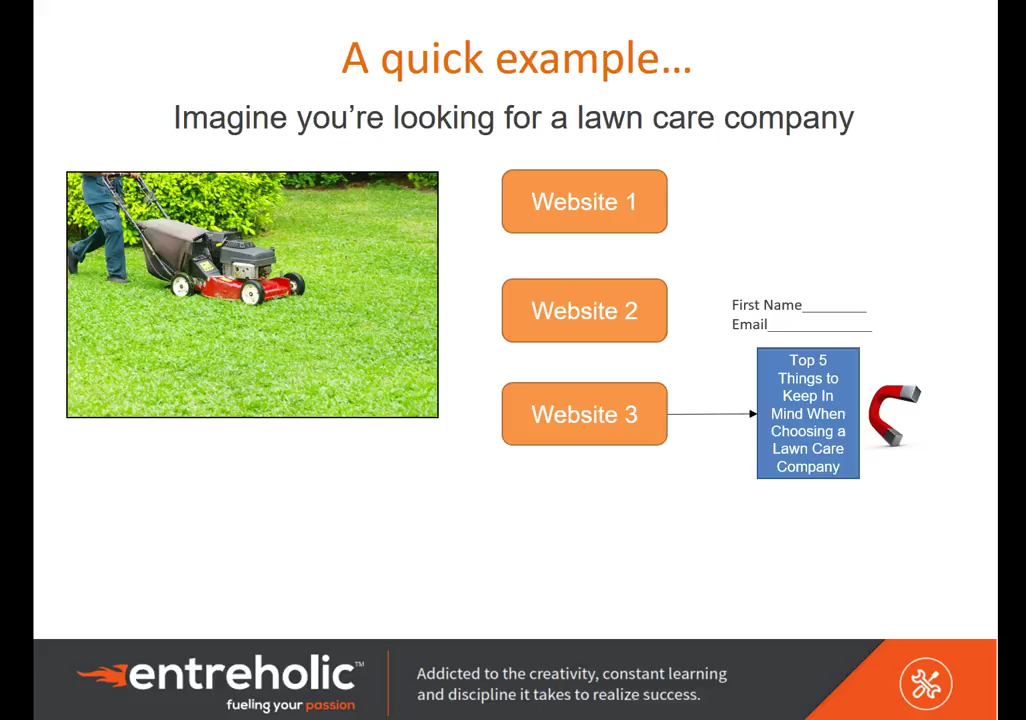 A quick example...
Imagine you’re looking for a lawn care company
Website 1
Website 2
First Name________
Email______________
Website 3
Top 5
Things to
Keep In
Mind When
Choosing a
Lawn Care
Company
entreholic™
fueling your passion
Addicted to the creativity, constant learning
and discipline it takes to realize success.